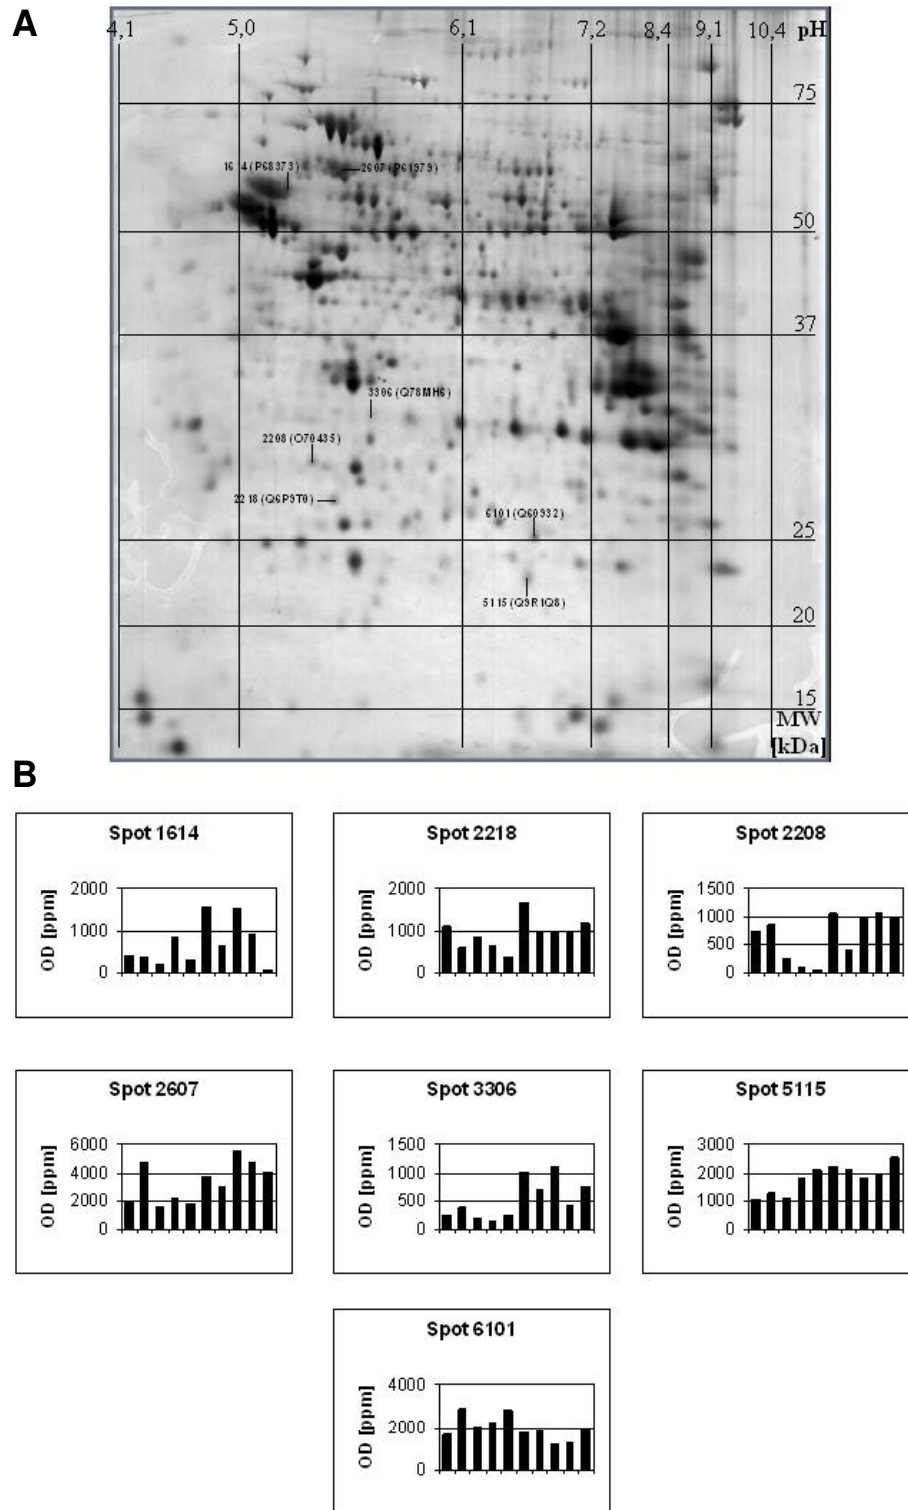 A
4,1 5,0 6,1 7,2 8,4 9,1 10,4 pH
75
1614 (P68373)
2607 (P61979)
50
37
3306 (Q78MH6)
2208 (O70435)
2218 (Q6P9T0)
6101 (Q60932)
25
5115 (Q9R1Q8)
20
15
MW
[kDa]
B
Spot 1614
OD [ppm]
2000
1000
0
Spot 2218
OD [ppm]
2000
1000
0
Spot 2208
OD [ppm]
1500
1000
500
0
Spot 2607
OD [ppm]
6000
4000
2000
0
Spot 3306
OD [ppm]
1500
1000
500
0
Spot 5115
OD [ppm]
3000
2000
1000
0
Spot 6101
OD [ppm]
4000
2000
0